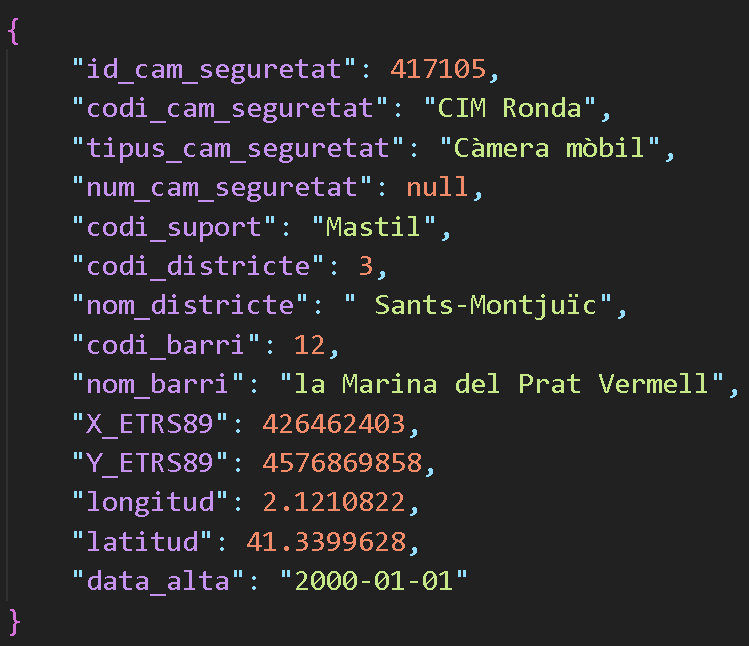 {
    "id_cam_seguretat": 417105,
    "codi_cam_seguretat": "CIM Ronda",
    "tipus_cam_seguretat": "Càmera mòbil",
    "num_cam_seguretat": null,
    "codi_suport": "Mastil",
    "codi_districte": 3,
    "nom_districte": " Sants-Montjuïc",
    "codi_barri": 12,
    "nom_barri": "la Marina del Prat Vermell",
    "X_ETRS89": 426462403,
    "Y_ETRS89": 4576869858,
    "longitud": 2.1210822,
    "latitud": 41.3399628,
    "data_alta": "2000-01-01"
}